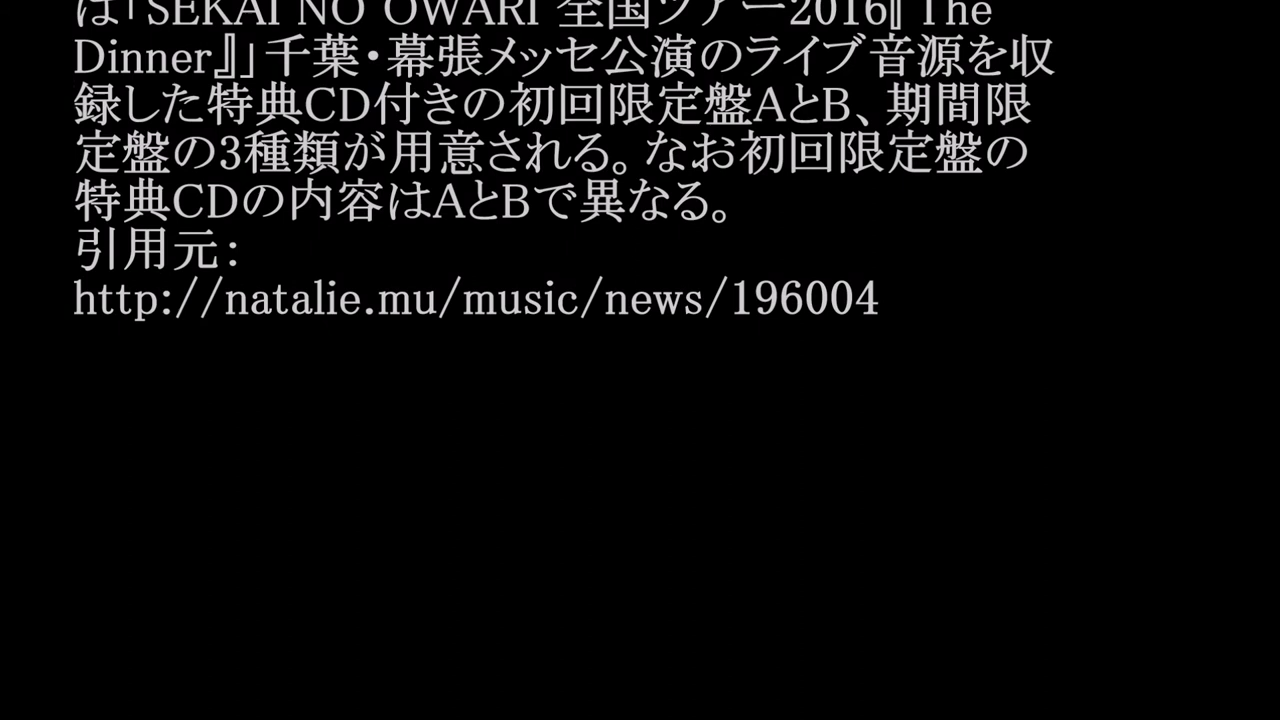 は「SEKAI NO OWARI 全国ツアー2016『The
Dinner』」千葉・幕張メッセ公演のライブ音源を収
録した特典CD付きの初回限定盤AとB、期間限
定盤の3種類が用意される。なお初回限定盤の
特典CDの内容はAとBで異なる。
引用元：
http://natalie.mu/music/news/196004